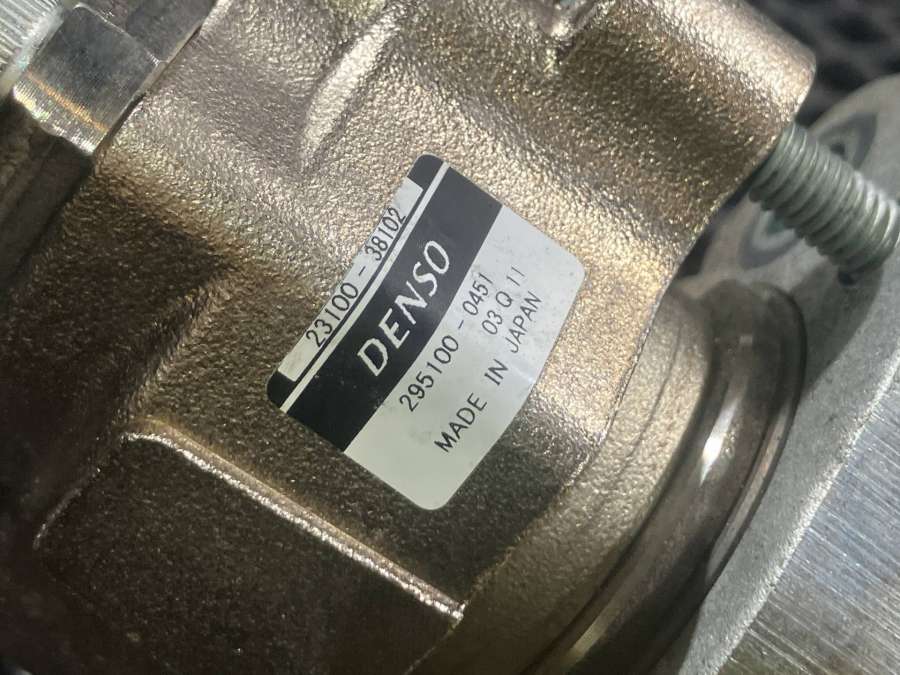 23100-38102
DENSO
295100-0451
03 Q 11
MADE IN JAPAN